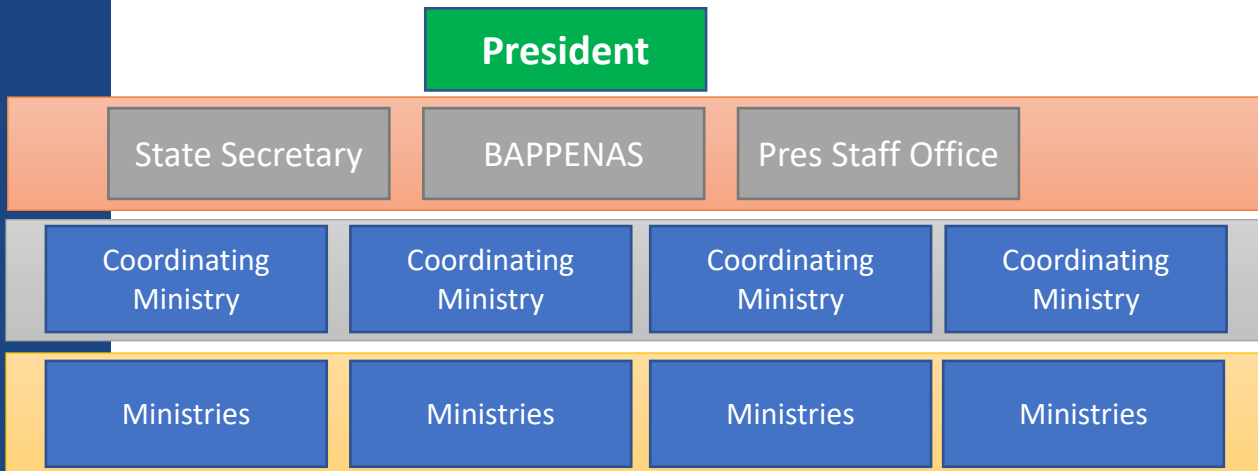 President
State Secretary
BAPPENAS
Pres Staff Office
Coordinating
Ministry
Coordinating
Ministry
Coordinating
Ministry
Coordinating
Ministry
Ministries
Ministries
Ministries
Ministries